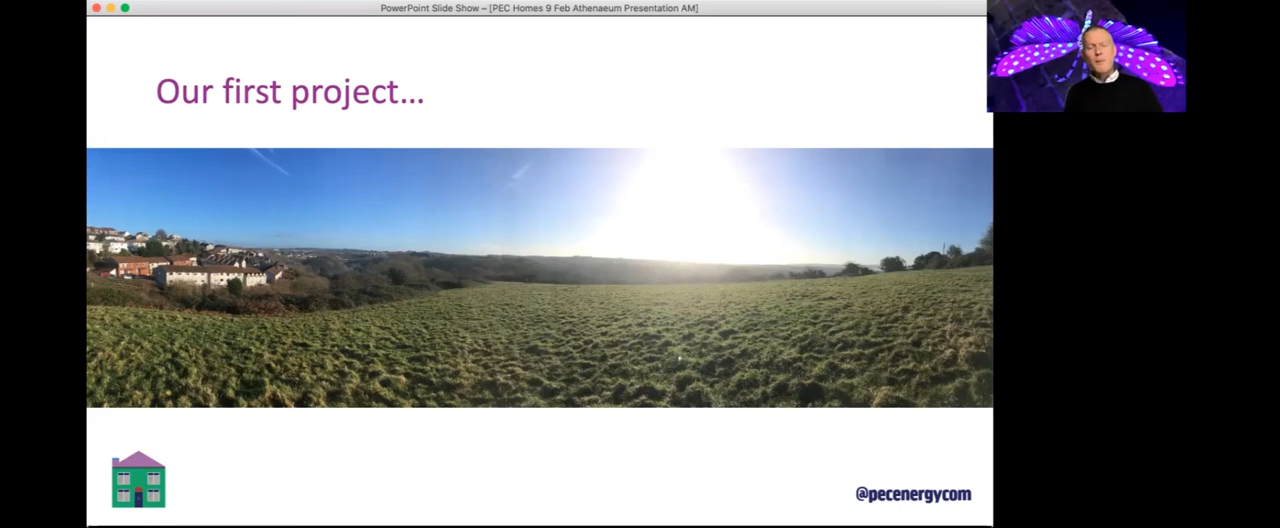 PowerPoint Slide Show – [PEC Homes 9 Feb Athenaeum Presentation AM]
Our first project...
@pecenergycom